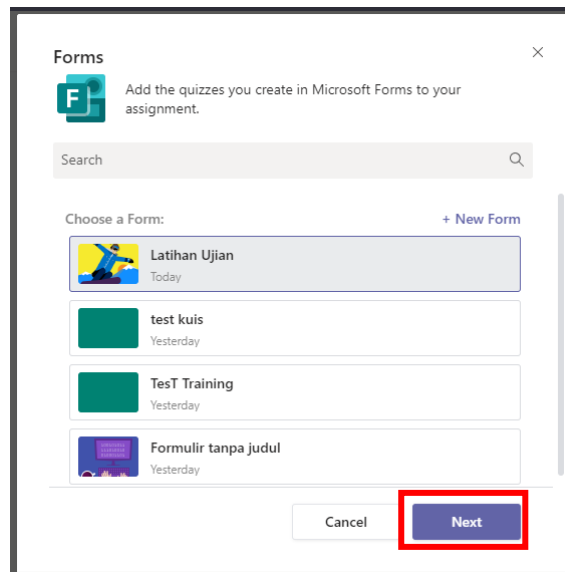 Forms
Add the quizzes you create in Microsoft Forms to your
assignment.
Search
Choose a Form:
+ New Form
Latihan Ujian
Today
test kuis
Yesterday
TesT Training
Yesterday
Formulir tanpa judul
Yesterday
Cancel
Next